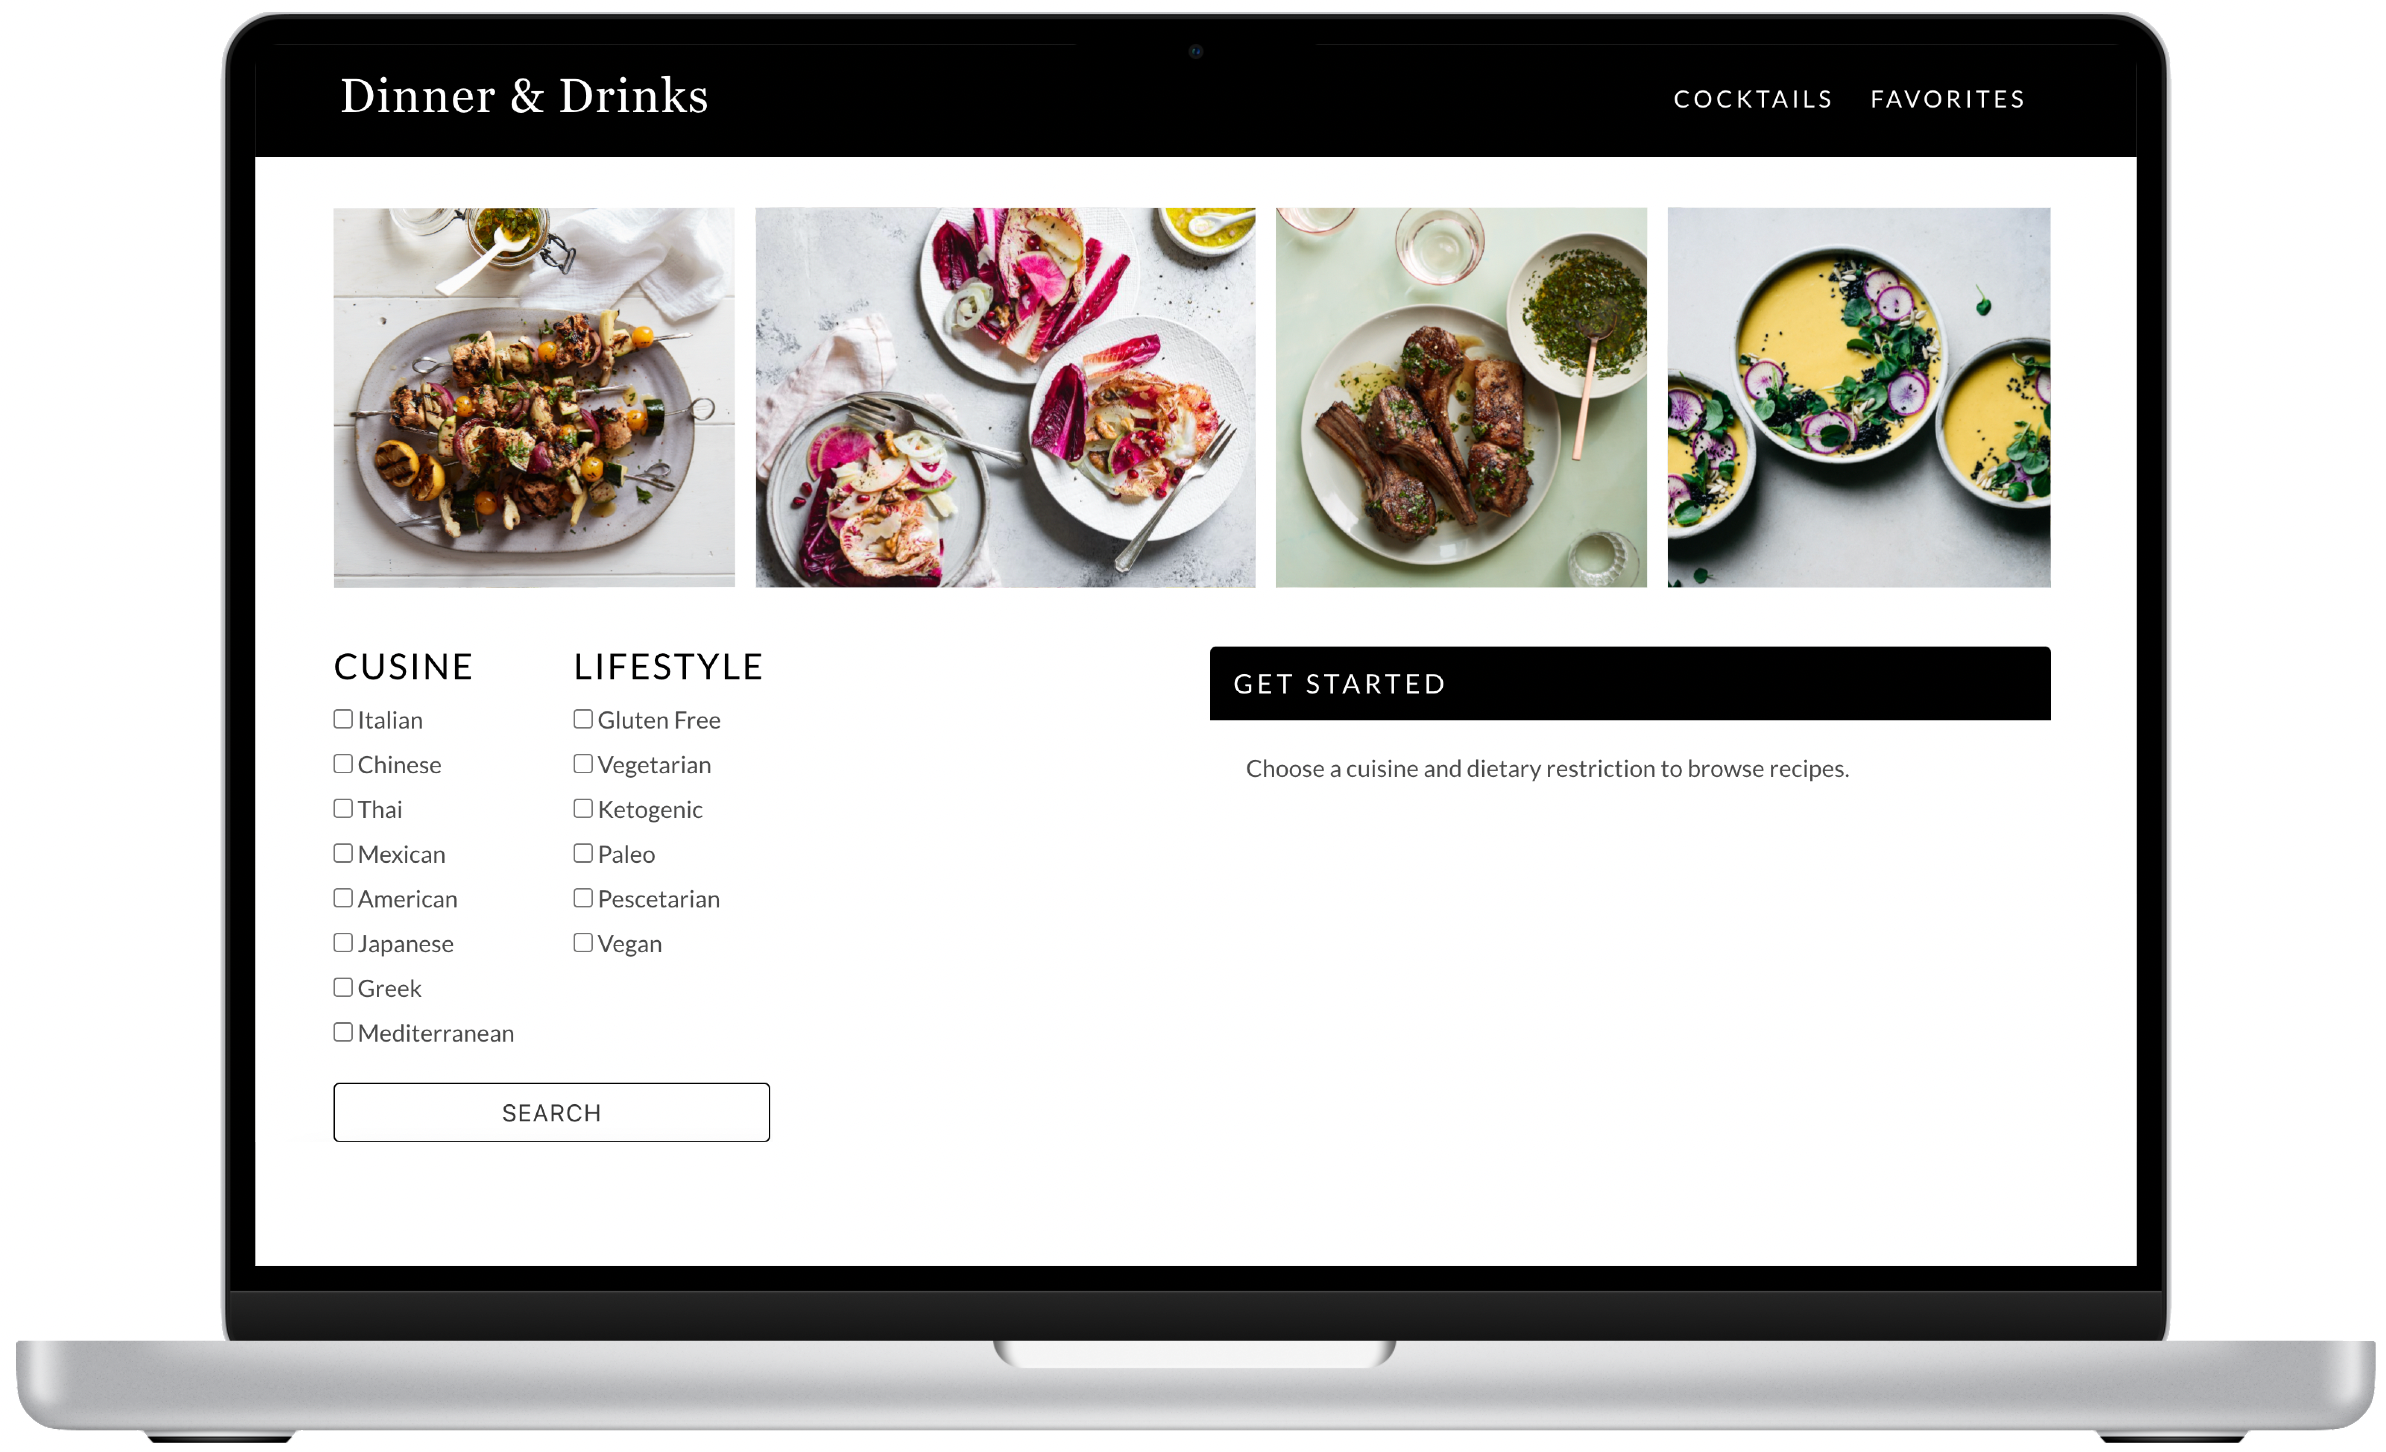 Dinner & Drinks
COCKTAILS FAVORITES
CUSINE
Italian
Chinese
Thai
Mexican
American
Japanese
Greek
Mediterranean
LIFESTYLE
Gluten Free
Vegetarian
Ketogenic
Paleo
Pescetarian
Vegan
SEARCH
GET STARTED
Choose a cuisine and dietary restriction to browse recipes.